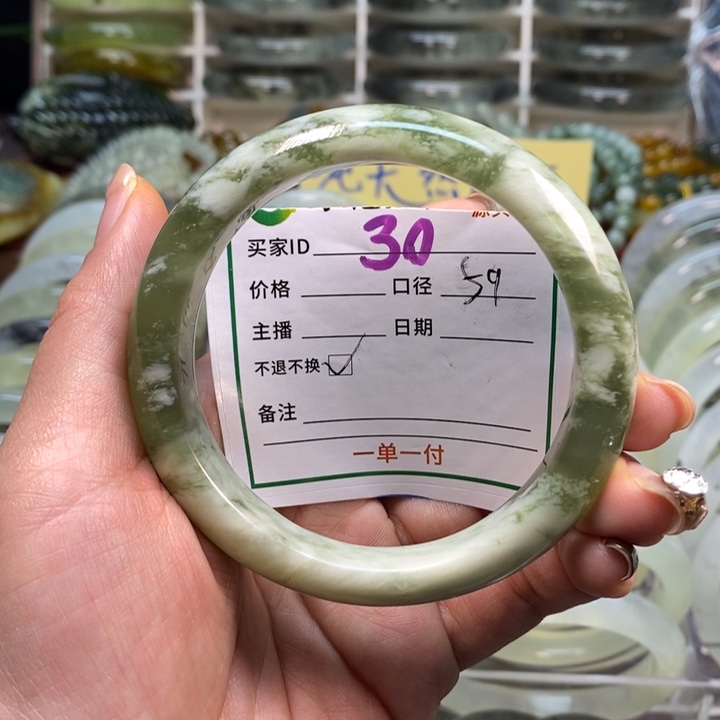 买家ID 30
价格 口径 59
主播 日期
不退不换
备注
一单一付